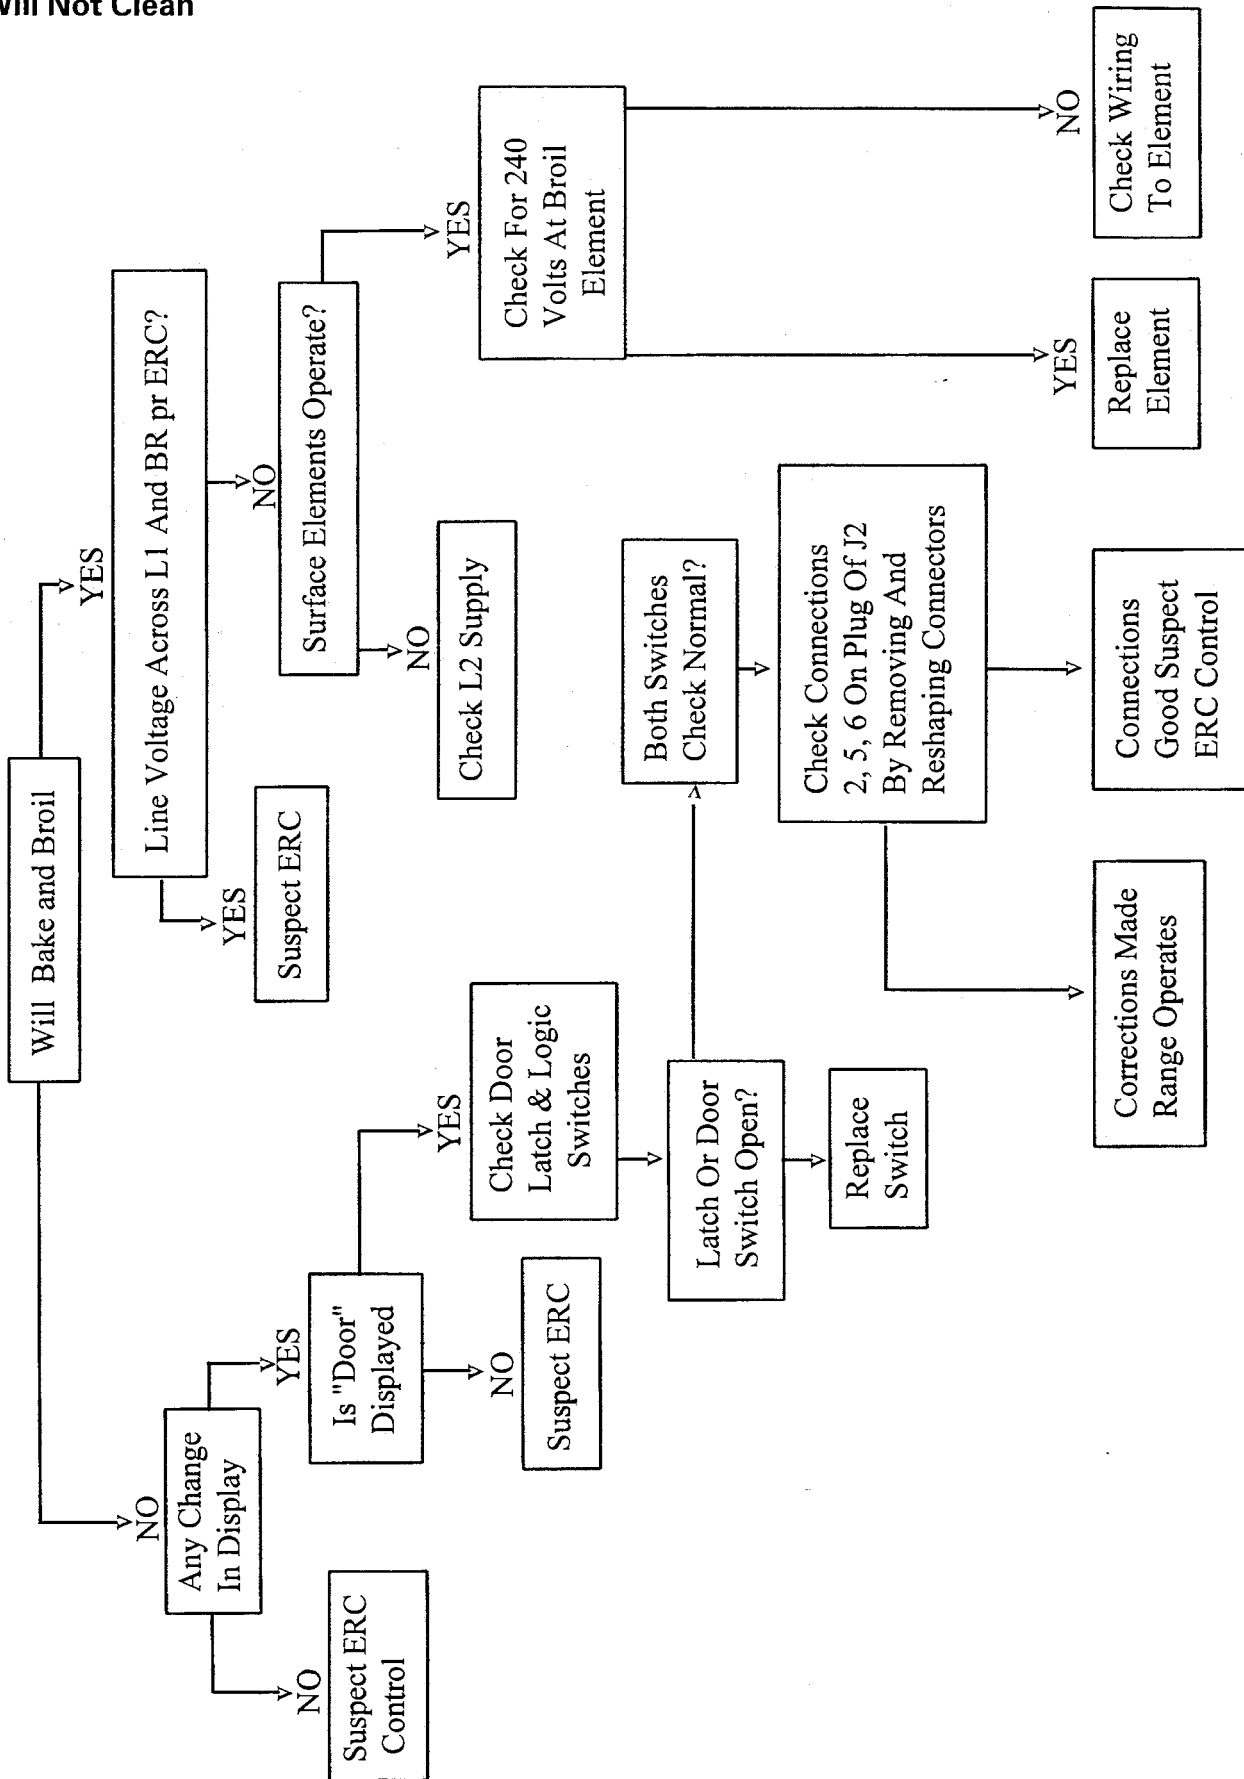 Will Not Clean
Will Bake and Broil
NO
YES
Any Change
In Display
Line Voltage Across L1 And BR pr ERC?
NO
YES
YES
NO
Suspect ERC
Control
Is "Door"
Displayed
Suspect ERC
Surface Elements Operate?
NO
YES
NO
YES
Suspect ERC
Check Door
Latch & Logic
Switches
Check L2 Supply
Check For 240
Volts At Broil
Element
Latch Or Door
Switch Open?
Both Switches
Check Normal?
Replace
Switch
Check Connections
2, 5, 6 On Plug Of J2
By Removing And
Reshaping Connectors
YES
NO
Corrections Made
Range Operates
Connections
Good Suspect
ERC Control
Replace
Element
Check Wiring
To Element